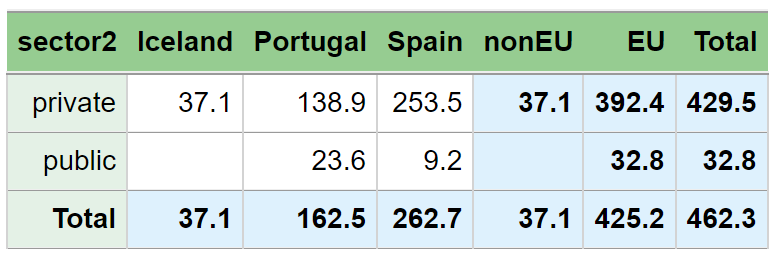 sector2 Iceland Portugal Spain nonEU EU Total
private 37.1 138.9 253.5 37.1 392.4 429.5
public 23.6 9.2 32.8 32.8
Total 37.1 162.5 262.7 37.1 425.2 462.3